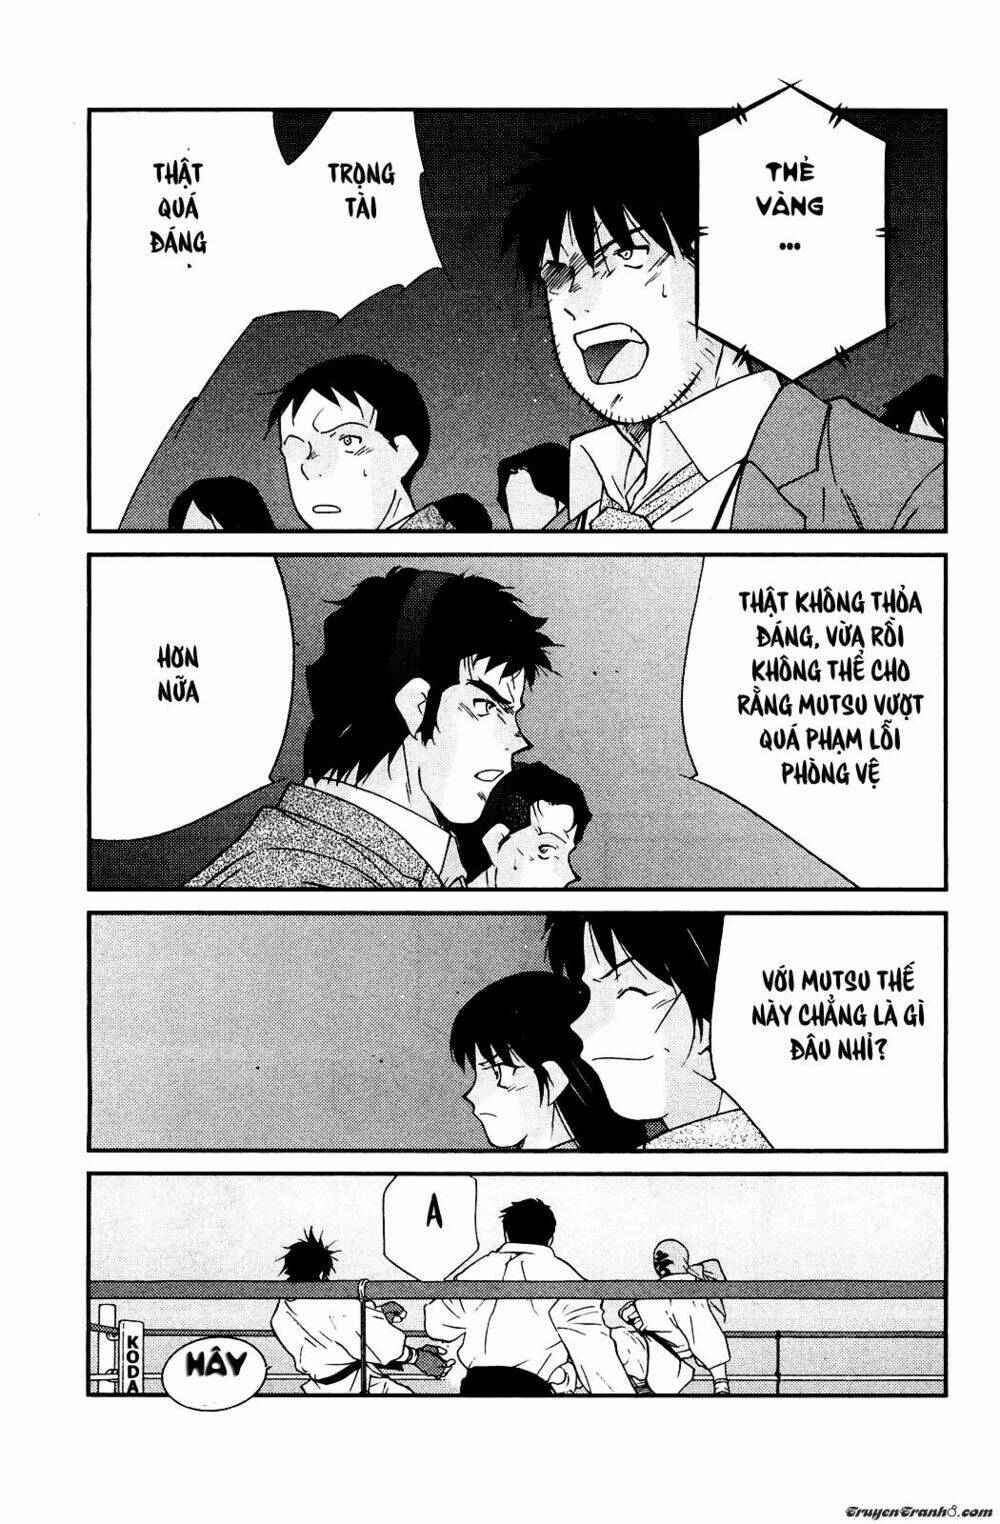 THẺ
VÀNG
...
TRỌNG
TÀI
THẬT
QUÁ
ĐÁNG
THẬT KHÔNG THỎA
ĐÁNG, VỪA RỒI
KHÔNG THỂ CHO
RẰNG MUTSU VƯỢT
QUÁ PHẠM LỖI
PHÒNG VỆ
HƠN
NỮA
VỚI MUTSU THẾ
NÀY CHẲNG LÀ GÌ
ĐÂU NHỈ?
A
HÂY
KODA
TruyenTranh8.com